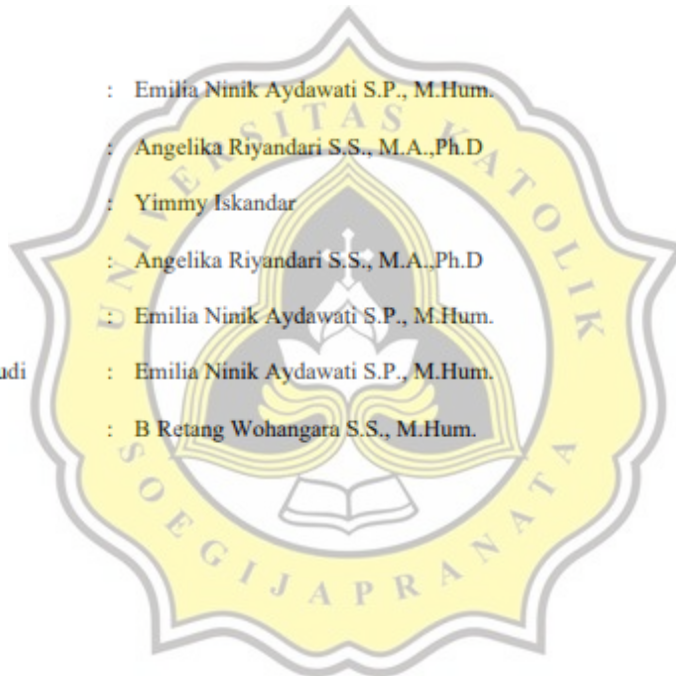 : Emilia Ninik Aydawati S.P., M.Hum.
: Angelika Riyandari S.S., M.A.,Ph.D
: Yimmy Iskandar
: Angelika Riyandari S.S., M.A.,Ph.D
: Emilia Ninik Aydawati S.P., M.Hum.
udi : Emilia Ninik Aydawati S.P., M.Hum.
: B Retang Wohangara S.S., M.Hum.
UNIVERSITAS KATOLIK
SOEGIJAPRANATA